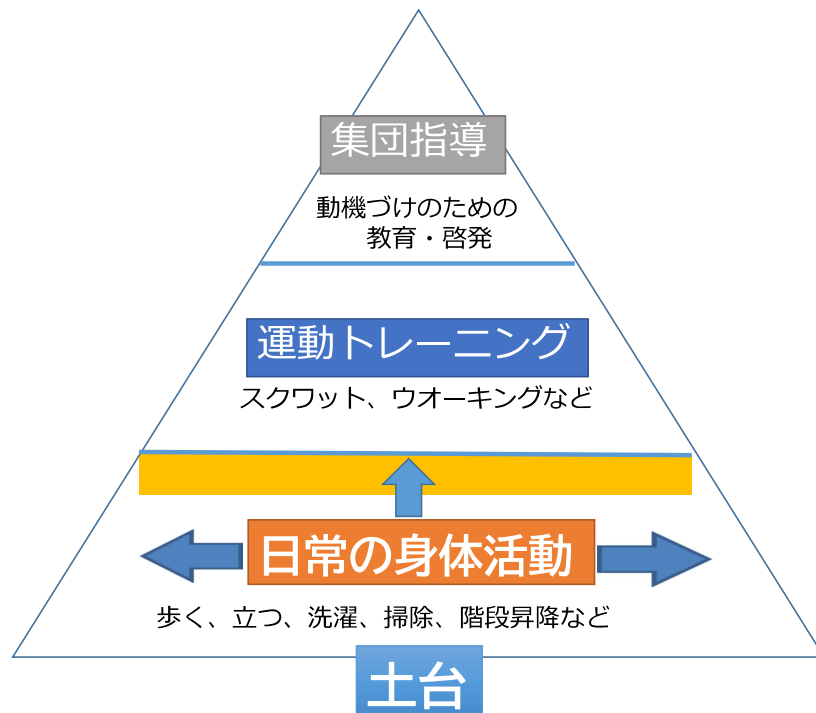 集団指導
動機づけのための
教育・啓発
運動トレーニング
スクワット、ウオーキングなど
日常の身体活動
歩く、立つ、洗濯、掃除、階段昇降など
土台